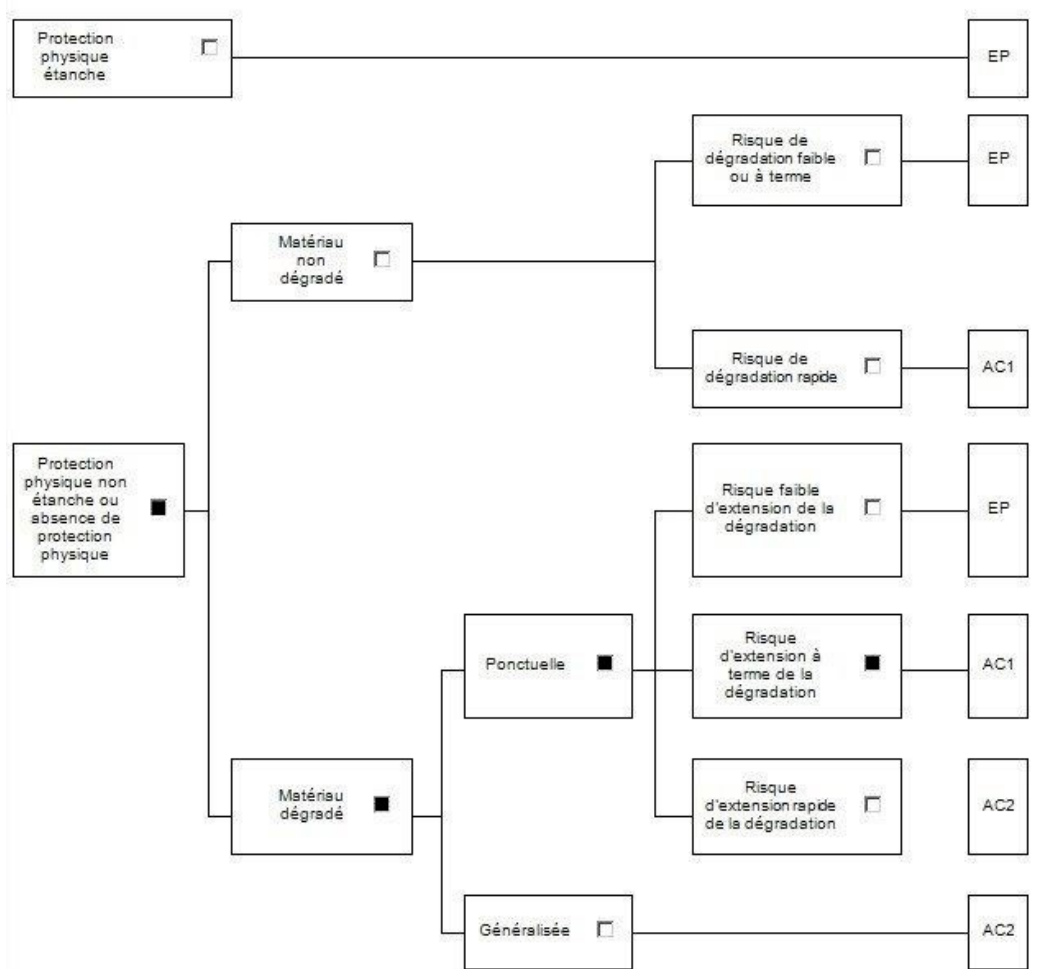 Protection
physique
étanche
EP
Risque de
dégradation faible
ou à terme
EP
Matériau
non
dégradé
Risque de
dégradation rapide
AC1
Protection
physique non
étanche ou
absence de
protection
physique
Risque faible
d'extension de la
dégradation
EP
Ponctuelle
Risque
d'extension à
terme de la
dégradation
AC1
Matériau
dégradé
Risque
d'extension rapide
de la dégradation
AC2
Généralisée
AC2